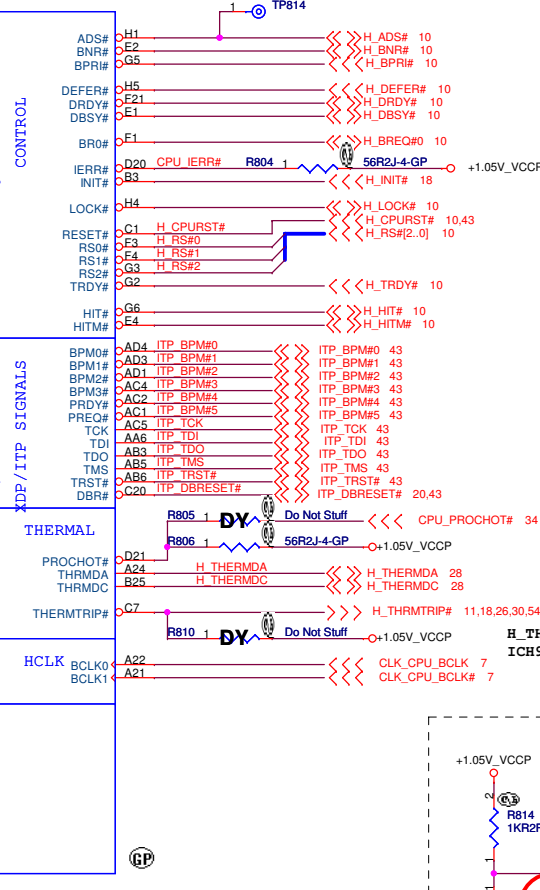 1 TP814
ADS# H1 H_ADS# 10
BNR# E2 H_BNR# 10
BPRI# G5 H_BPRI# 10
CONTROL
DEFER# H5 H_DEFER# 10
DRDY# F21 H_DRDY# 10
DBSY# E1 H_DBSY# 10
BR0# F1 H_BREQ#0 10
IERR# D20 CPU_IERR# R804 1 56R2J-4-GP +1.05V_VCCP
INIT# B3 H_INIT# 18
LOCK# H4 H_LOCK# 10
H_CPURST# 10,43
RESET# C1 H_CPURST# H_RS#[2..0] 10
RS0# F3 H_RS#0
RS1# F4 H_RS#1
RS2# G3 H_RS#2
TRDY# G2 H_TRDY# 10
HIT# G6 H_HIT# 10
HITM# E4 H_HITM# 10
XDP/ITP SIGNALS
BPM0# AD4 ITP_BPM#0 ITP_BPM#0 43
BPM1# AD3 ITP_BPM#1 ITP_BPM#1 43
BPM2# AD1 ITP_BPM#2 ITP_BPM#2 43
BPM3# AC4 ITP_BPM#3 ITP_BPM#3 43
PRDY# AC2 ITP_BPM#4 ITP_BPM#4 43
PREQ# AC1 ITP_BPM#5 ITP_BPM#5 43
TCK AC5 ITP_TCK ITP_TCK 43
TDI AA6 ITP_TDI ITP_TDI 43
TDO AB3 ITP_TDO ITP_TDO 43
TMS AB5 ITP_TMS ITP_TMS 43
TRST# AB6 ITP_TRST# ITP_TRST# 43
DBR# C20 ITP_DBRESET# ITP_DBRESET# 20,43
R805 1 DY Do Not Stuff CPU_PROCHOT# 34
THERMAL
R806 1 56R2J-4-GP +1.05V_VCCP
PROCHOT# D21
THRMDA A24 H_THERMDA H_THERMDA 28
THRMDC B25 H_THERMDC H_THERMDC 28
THERMTRIP# C7 H_THRMTRIP# 11,18,26,30,54
R810 1 DY Do Not Stuff +1.05V_VCCP
H_TH
ICH9
HCLK
BCLK0 A22 CLK_CPU_BCLK 7
BCLK1 A21 CLK_CPU_BCLK# 7
+1.05V_VCCP
2
R814
1KR2F
1
1
GP